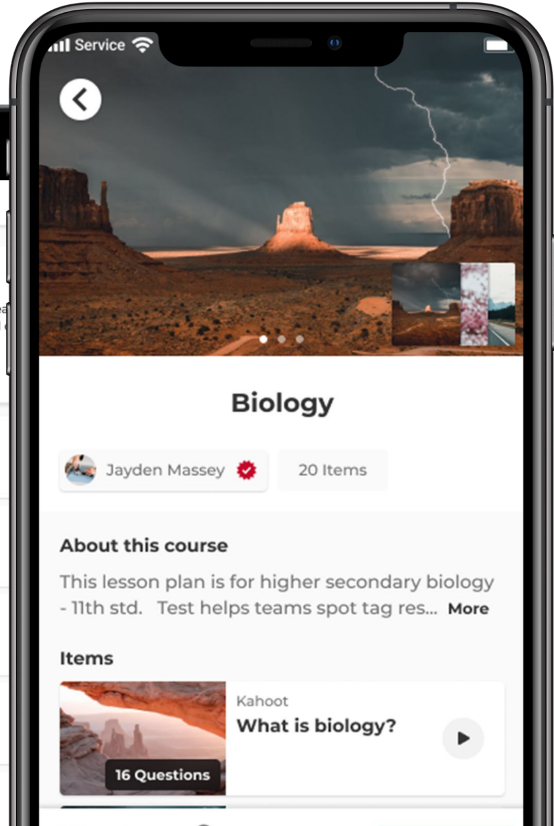 Service
Biology
Jayden Massey
20 Items
About this course
This lesson plan is for higher secondary biology
- 11th std. Test helps teams spot tag res... More
Items
Kahoot
What is biology?
16 Questions